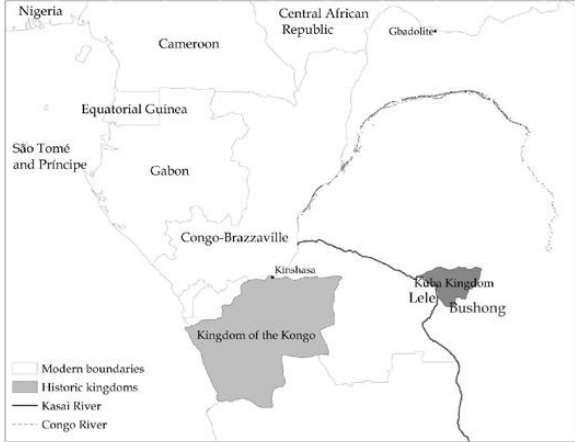 Nigeria
Central African
Republic
Gbadolite
Cameroon
Equatorial Guinea
São Tomé
and Príncipe
Gabon
Congo-Brazzaville
Kinshasa
Kuba Kingdom
Lele
Bushong
Kingdom of the Kongo
Modern boundaries
Historic kingdoms
Kasai River
Congo River